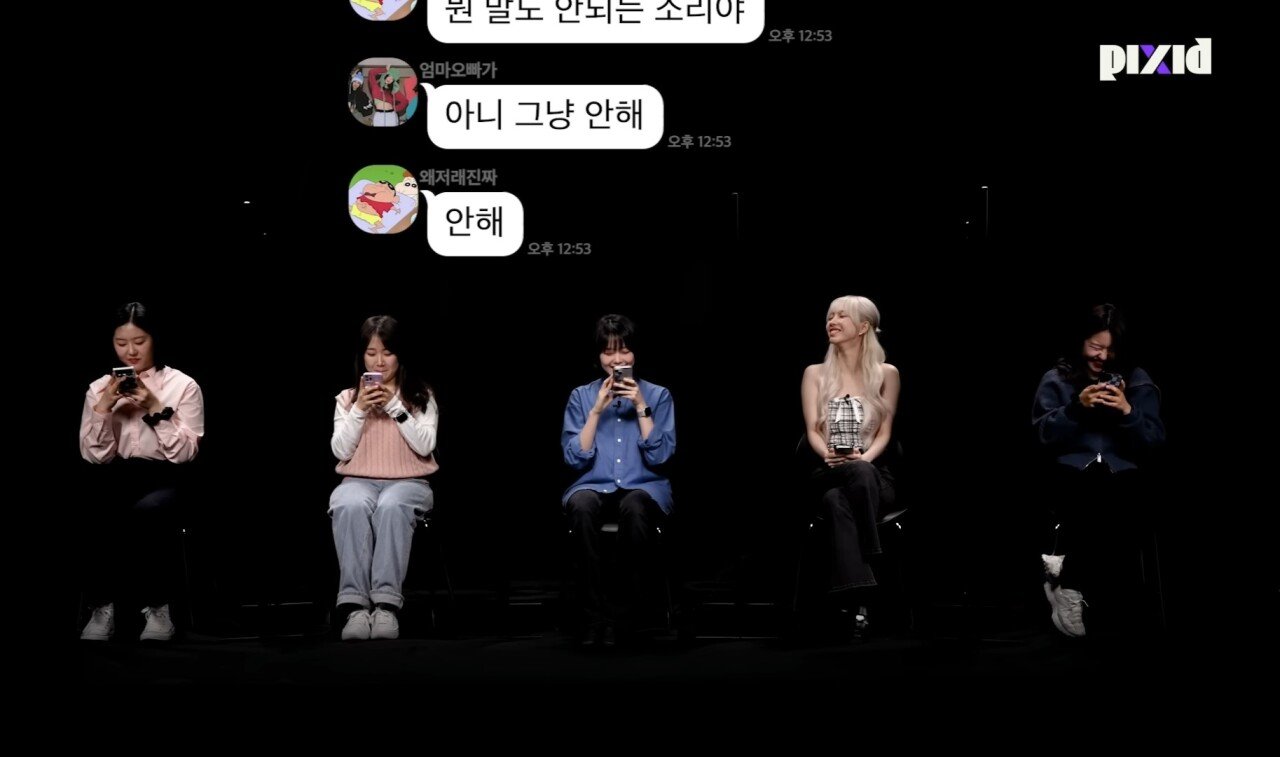 뭔 말도 안되는 소리야
오후 12:53
pixid
엄마오빠가
아니 그냥 안해
오후 12:53
왜저래진짜
안해
오후 12:53